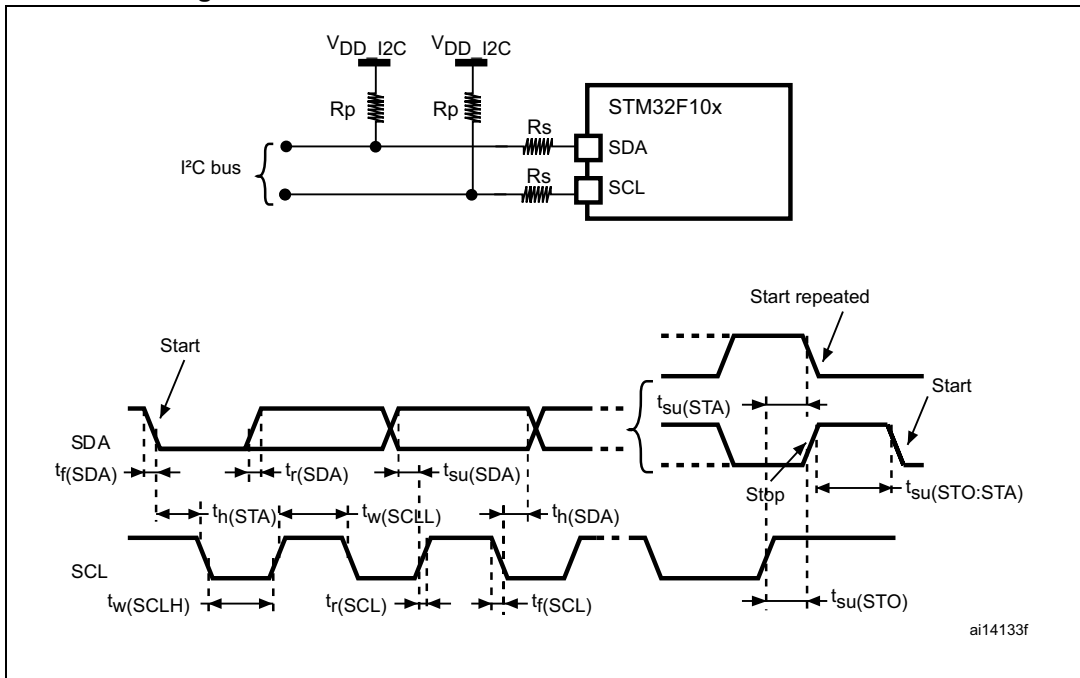 VDD_I2C VDD_I2C
Rp Rp
STM32F10x
Rs
SDA
I²C bus
Rs
SCL
Start repeated
Start
Start
tsu(STA)
SDA
tf(SDA) tr(SDA) tsu(SDA)
Stop
tsu(STO:STA)
th(STA) tw(SCLL) th(SDA)
SCL
tw(SCLH) tr(SCL) tf(SCL) tsu(STO)
ai14133f